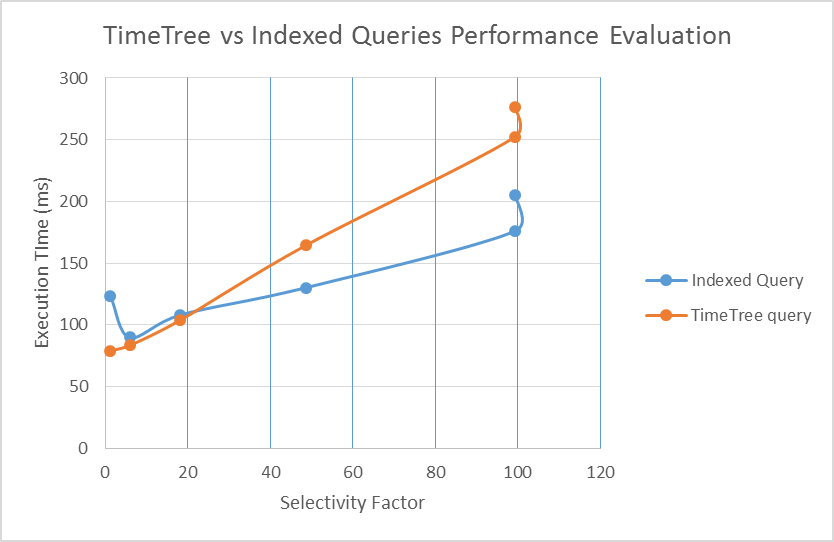 TimeTree vs Indexed Queries Performance Evaluation
300
250
200
150
100
50
0
Execution TIme (ms)
0 20 40 60 80 100 120
Selectivity Factor
Indexed Query
TimeTree query